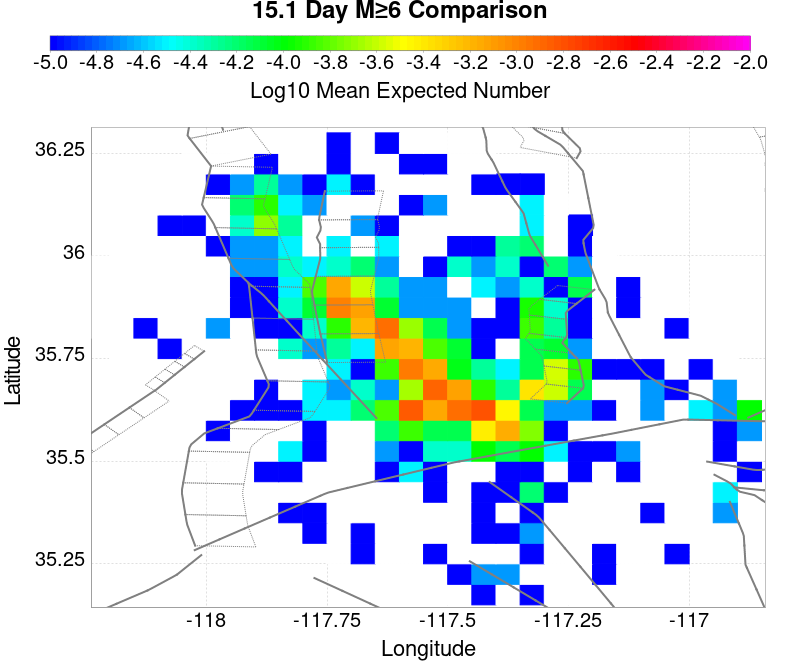 15.1 Day M≥6 Comparison
-5.0 -4.8 -4.6 -4.4 -4.2 -4.0 -3.8 -3.6 -3.4 -3.2 -3.0 -2.8 -2.6 -2.4 -2.2 -2.0
Log10 Mean Expected Number
36.25
36
35.75
35.5
35.25
Latitude
-118 -117.75 -117.5 -117.25 -117
Longitude